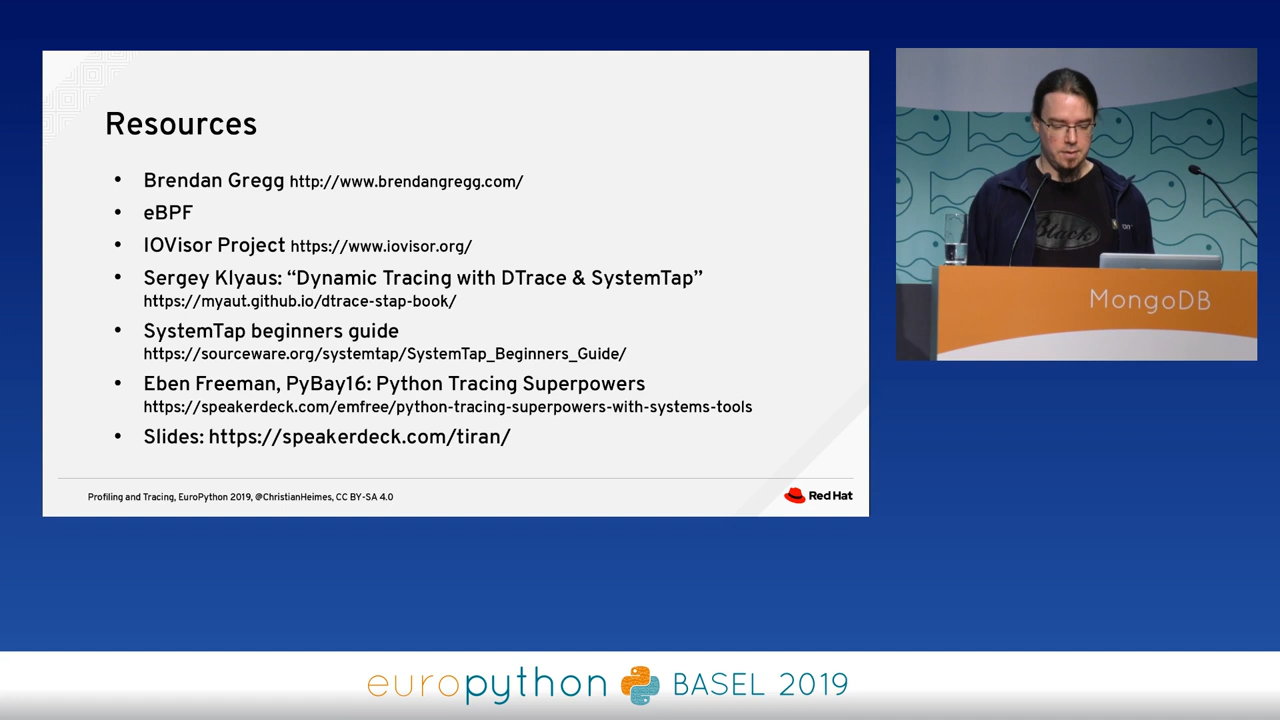 Resources
• Brendan Gregg http://www.brendangregg.com/
• eBPF
• IOVisor Project https://www.iovisor.org/
• Sergey Klyaus: “Dynamic Tracing with DTrace & SystemTap”
https://myaut.github.io/dtrace-stap-book/
• SystemTap beginners guide
https://sourceware.org/systemtap/SystemTap_Beginners_Guide/
• Eben Freeman, PyBay16: Python Tracing Superpowers
https://speakerdeck.com/emfree/python-tracing-superpowers-with-systems-tools
• Slides: https://speakerdeck.com/tiran/
Profiling and Tracing, EuroPython 2019, @ChristianHeimes, CC BY-SA 4.0
Red Hat
Black
MongoDB
europython BASEL 2019